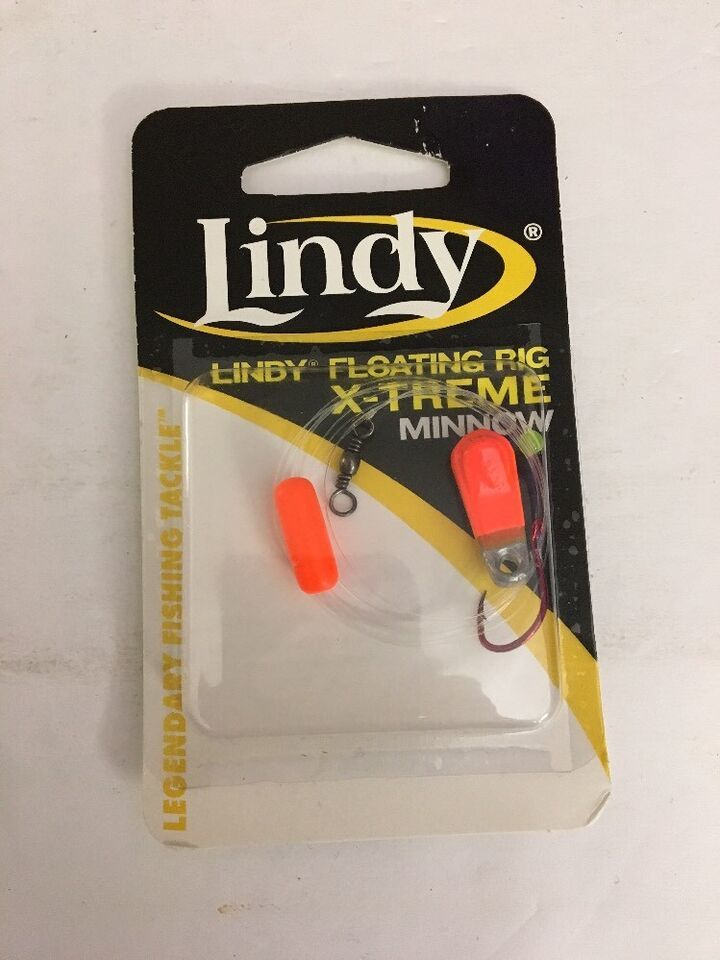 Lindy®
LINDY® FLOATING RIG
X-TREME
MINNOW
LEGENDARY FISHING TACKLE™